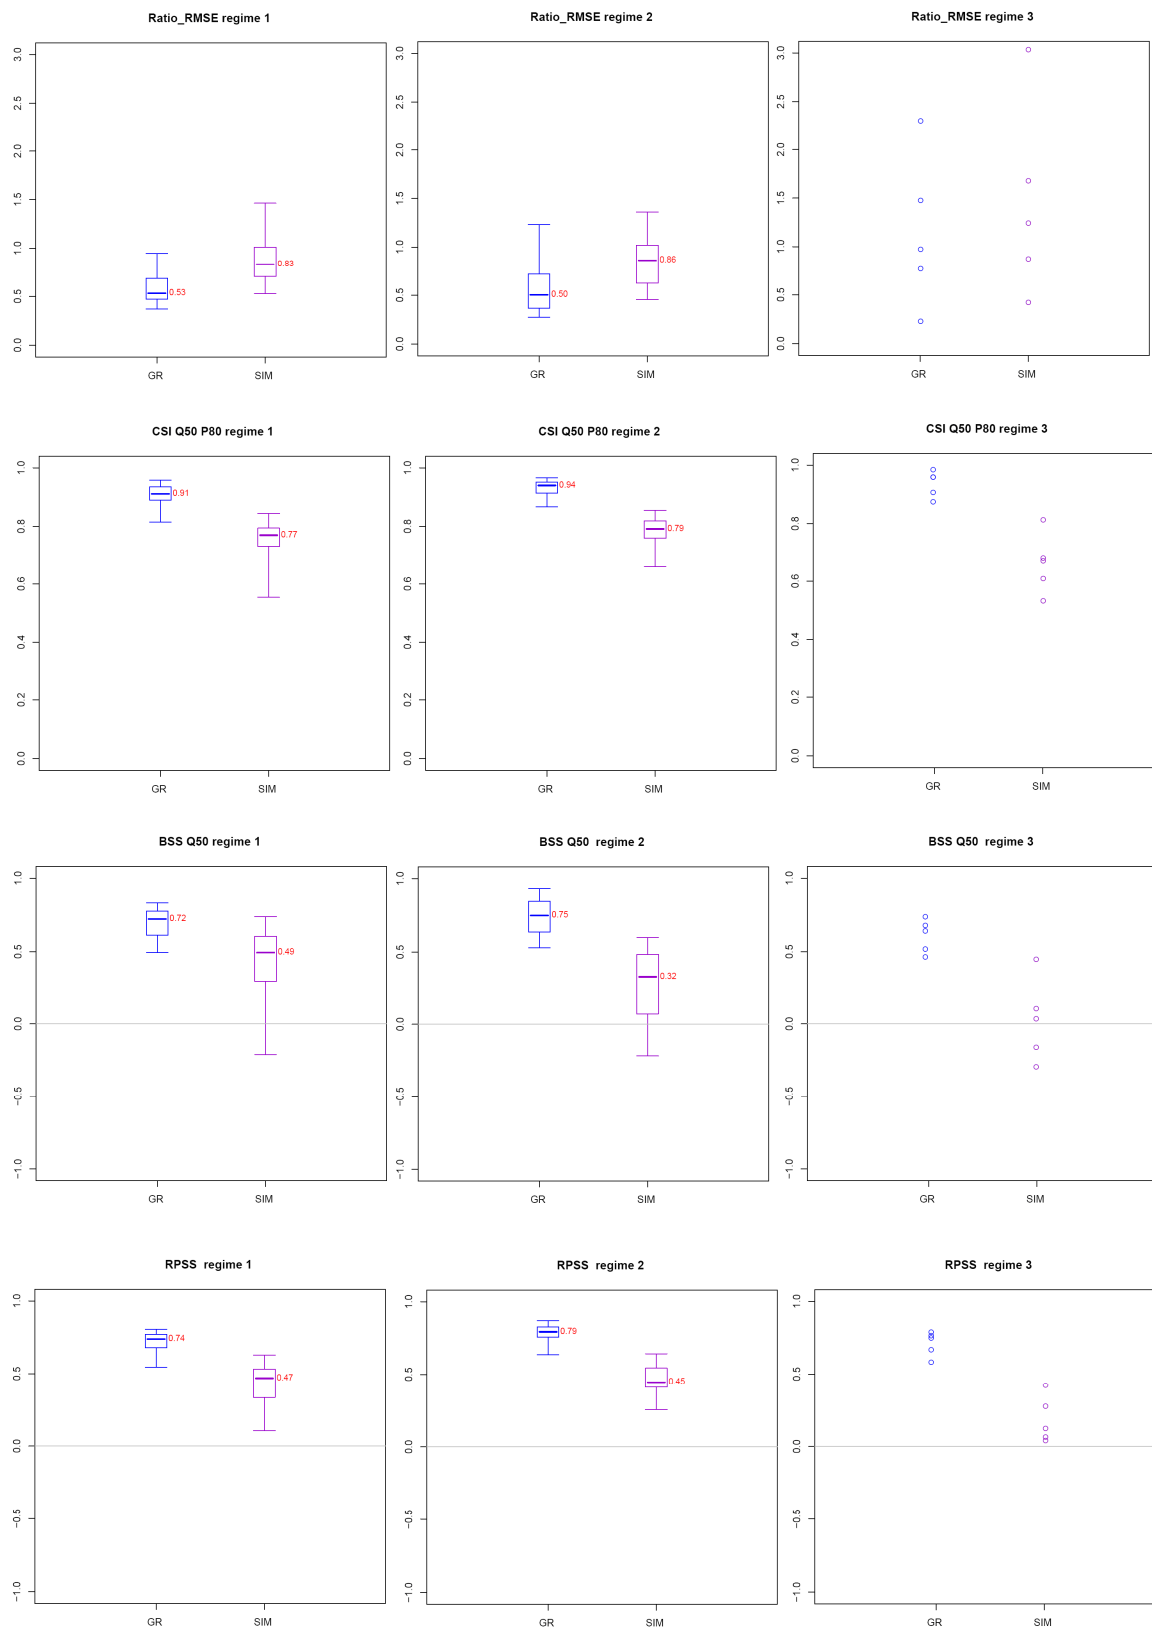 Ratio_RMSE regime 1
Ratio_RMSE regime 2
Ratio_RMSE regime 3
3.0
2.5
2.0
1.5
1.0
0.5
0.0
0.53
0.83
GR
SIM
3.0
2.5
2.0
1.5
1.0
0.5
0.0
0.50
0.86
GR
SIM
3.0
2.5
2.0
1.5
1.0
0.5
0.0
GR
SIM
CSI Q50 P80 regime 1
CSI Q50 P80 regime 2
CSI Q50 P80 regime 3
1.0
0.8
0.6
0.4
0.2
0.0
0.91
0.77
GR
SIM
1.0
0.8
0.6
0.4
0.2
0.0
0.94
0.79
GR
SIM
1.0
0.8
0.6
0.4
0.2
0.0
GR
SIM
BSS Q50 regime 1
BSS Q50 regime 2
BSS Q50 regime 3
1.0
0.5
0.0
−0.5
−1.0
0.72
0.49
GR
SIM
1.0
0.5
0.0
−0.5
−1.0
0.75
0.32
GR
SIM
1.0
0.5
0.0
−0.5
−1.0
GR
SIM
RPSS regime 1
RPSS regime 2
RPSS regime 3
1.0
0.5
0.0
−0.5
−1.0
0.74
0.47
GR
SIM
1.0
0.5
0.0
−0.5
−1.0
0.79
0.45
GR
SIM
1.0
0.5
0.0
−0.5
−1.0
GR
SIM